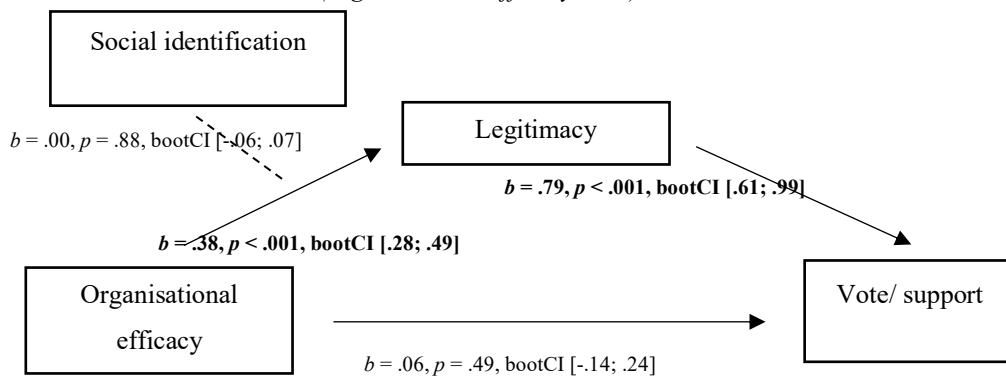 Social identification
b = .00, p = .88, bootCI [-.06; .07]
Legitimacy
b = .79, p < .001, bootCI [.61; .99]
b = .38, p < .001, bootCI [.28; .49]
Organisational
efficacy
Vote/ support
b = .06, p = .49, bootCI [-.14; .24]